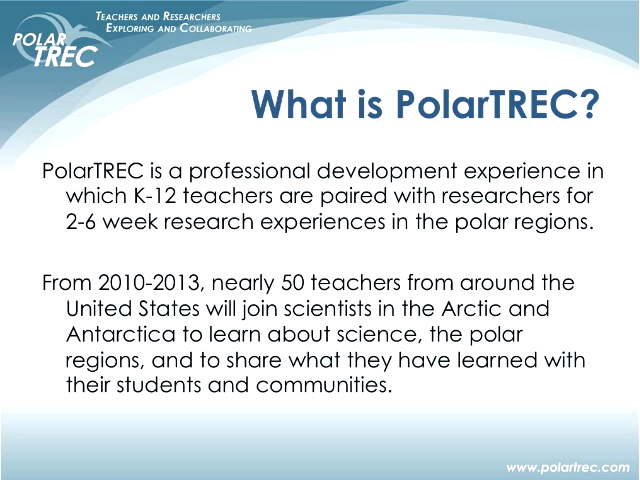 TEACHERS AND RESEARCHERS
EXPLORING AND COLLABORATING
POLAR
TREC
What is PolarTREC?
PolarTREC is a professional development experience in
which K-12 teachers are paired with researchers for
2-6 week research experiences in the polar regions.
From 2010-2013, nearly 50 teachers from around the
United States will join scientists in the Arctic and
Antarctica to learn about science, the polar
regions, and to share what they have learned with
their students and communities.
www.polartrec.com